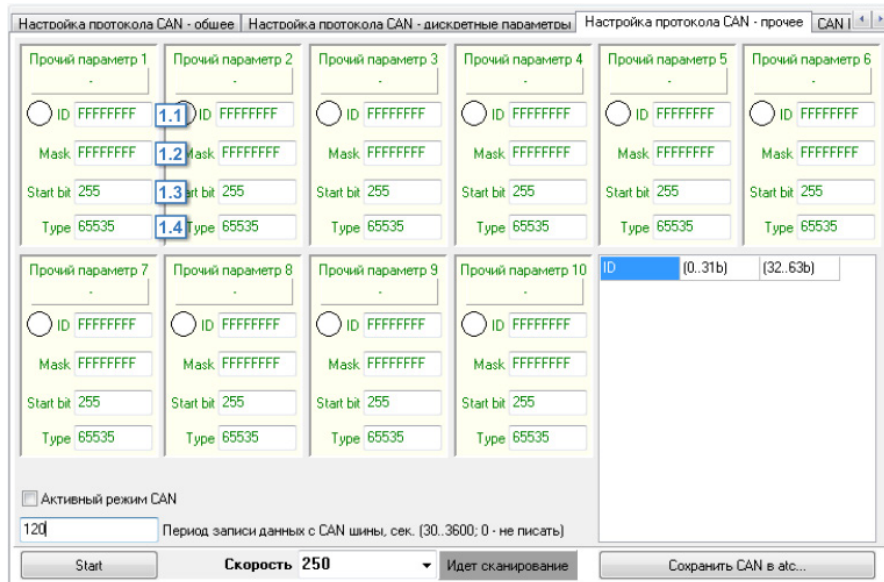 Настройка протокола CAN - общее Настройка протокола CAN - дискретные параметры Настройка протокола CAN - прочее CAN
Прочий параметр 1 Прочий параметр 2 Прочий параметр 3 Прочий параметр 4 Прочий параметр 5 Прочий параметр 6
- - - - - -
ID FFFFFFFF 1.1 ID FFFFFFFF ID FFFFFFFF ID FFFFFFFF ID FFFFFFFF ID FFFFFFFF
Mask FFFFFFFF 1.2 Mask FFFFFFFF Mask FFFFFFFF Mask FFFFFFFF Mask FFFFFFFF Mask FFFFFFFF
Start bit 255 1.3 rt bit 255 Start bit 255 Start bit 255 Start bit 255 Start bit 255
Type 65535 1.4 Type 65535 Type 65535 Type 65535 Type 65535 Type 65535
Прочий параметр 7 Прочий параметр 8 Прочий параметр 9 Прочий параметр 10 ID (0..31b) (32..63b)
- - - -
ID FFFFFFFF ID FFFFFFFF ID FFFFFFFF ID FFFFFFFF
Mask FFFFFFFF Mask FFFFFFFF Mask FFFFFFFF Mask FFFFFFFF
Start bit 255 Start bit 255 Start bit 255 Start bit 255
Type 65535 Type 65535 Type 65535 Type 65535
Активный режим CAN
120 Период записи данных с CAN шины, сек. (30..3600; 0 - не писать)
Start Скорость 250 Идет сканирование Сохранить CAN в atc...